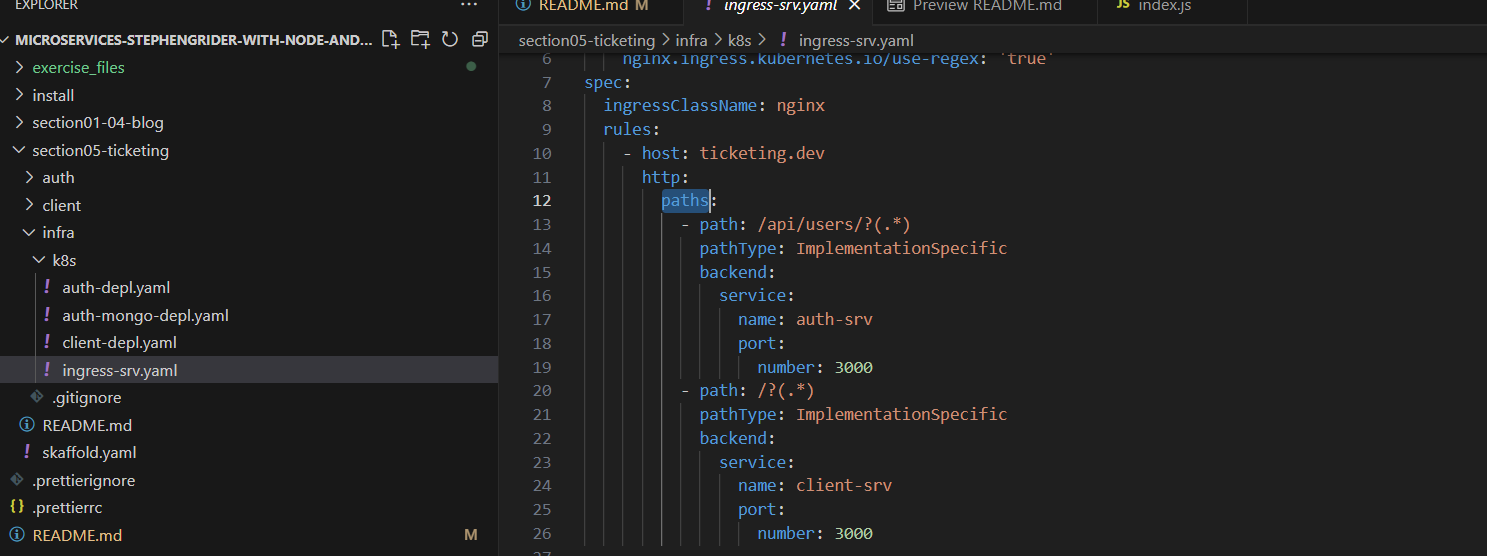 EXPLORER
MICROSERVICES-STEPHENGRIDER-WITH-NODE-AND...
exercise_files
install
section01-04-blog
section05-ticketing
auth
client
infra
k8s
auth-depl.yaml
auth-mongo-depl.yaml
client-depl.yaml
ingress-srv.yaml
.gitignore
README.md
skaffold.yaml
.prettierignore
.prettierrc
README.md M
README.md M
ingress-srv.yaml
Preview README.md
JS index.js
section05-ticketing > infra > k8s > ! ingress-srv.yaml
6 nginx.ingress.kubernetes.io/use-regex: 'true'
7 spec:
8 ingressClassName: nginx
9 rules:
10 - host: ticketing.dev
11 http:
12 paths:
13 - path: /api/users/?(.*)
14 pathType: ImplementationSpecific
15 backend:
16 service:
17 name: auth-srv
18 port:
19 number: 3000
20 - path: /?(.*)
21 pathType: ImplementationSpecific
22 backend:
23 service:
24 name: client-srv
25 port:
26 number: 3000
27